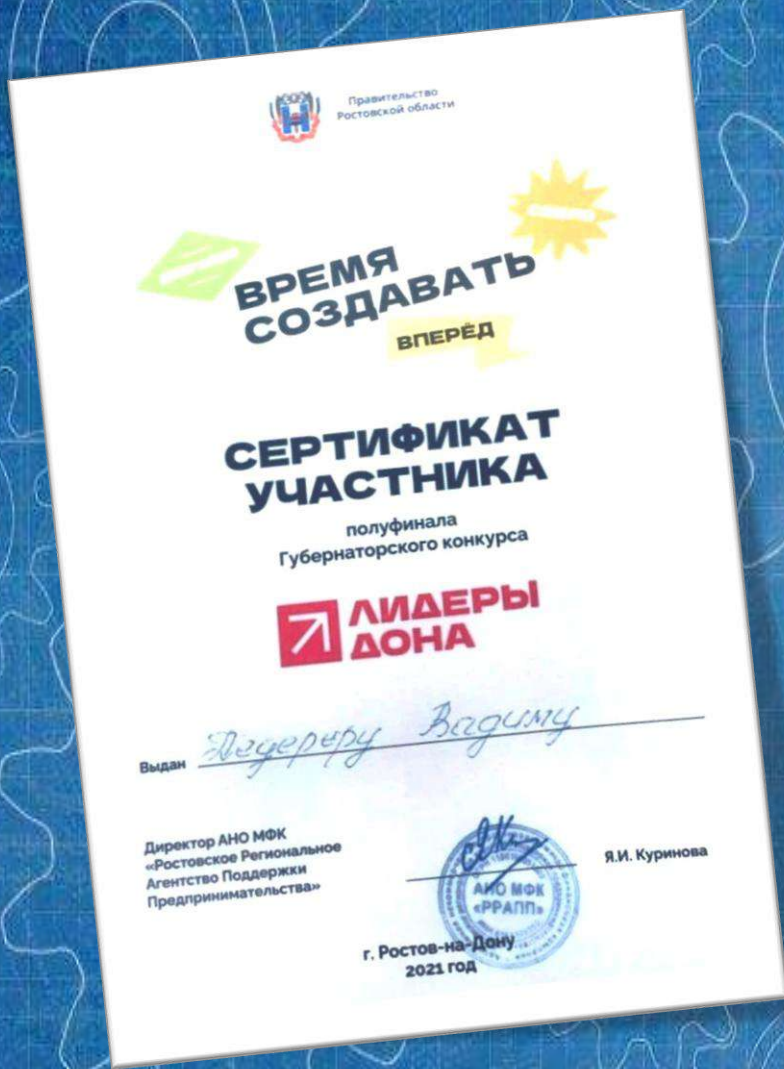 Правительство
Ростовской области
ВРЕМЯ
СОЗДАВАТЬ
ВПЕРЁД
СЕРТИФИКАТ
УЧАСТНИКА
полуфинала
Губернаторского конкурса
ЛИДЕРЫ
ДОНА
Выдан Ледереру Вадиму
Директор АНО МФК
«Ростовское Региональное
Агентство Поддержки
Предпринимательства»
Я.И. Куринова
АНО МФК
«РРАПП»
г. Ростов-на-Дону
2021 год